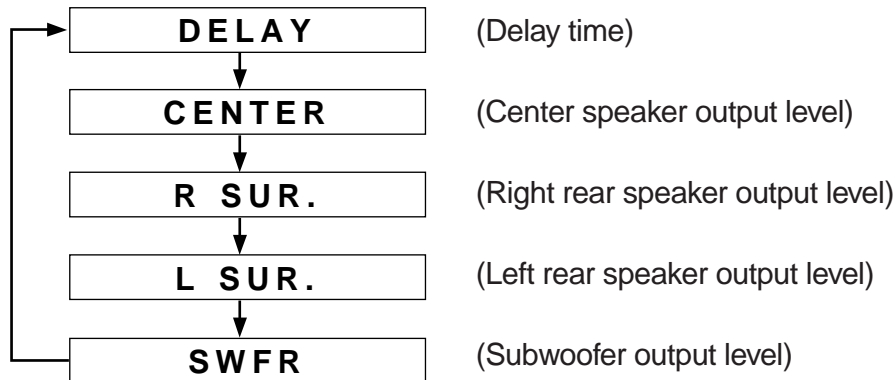 DELAY (Delay time)
CENTER (Center speaker output level)
R SUR. (Right rear speaker output level)
L SUR. (Left rear speaker output level)
SWFR (Subwoofer output level)